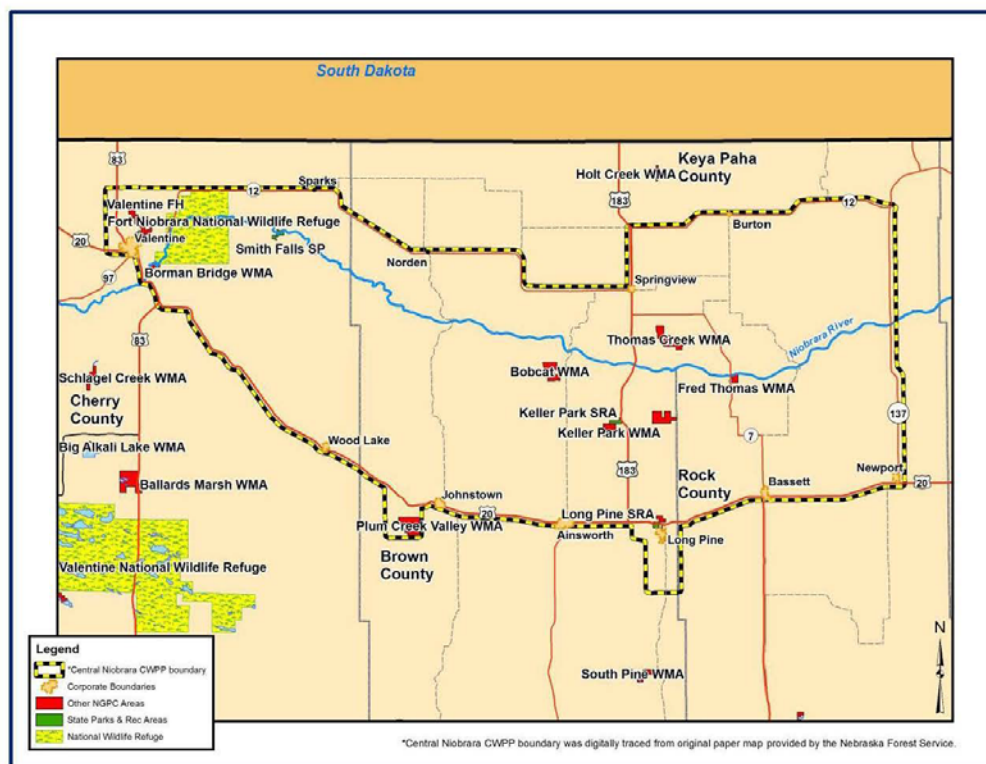 South Dakota
83
Keya Paha
County
Holt Creek WMA
183
Sparks
12
12
Valentine FH
Fort Niobrara National Wildlife Refuge
Burton
20
Valentine
Smith Falls SP
Norden
Borman Bridge WMA
97
Springview
Niobrara River
83
Thomas Creek WMA
Bobcat WMA
Schlagel Creek WMA
Fred Thomas WMA
Cherry
County
Keller Park SRA
137
Keller Park WMA
7
Wood Lake
Big Alkali Lake WMA
183
Rock
County
Newport
20
Ballards Marsh WMA
Bassett
Johnstown
20
Long Pine SRA
Plum Creek Valley WMA
Ainsworth
Long Pine
Brown
County
Valentine National Wildlife Refuge
South Pine WMA
N
Legend
*Central Niobrara CWPP boundary
Corporate Boundaries
Other NGPC Areas
State Parks & Rec Areas
National Wildlife Refuge
*Central Niobrara CWPP boundary was digitally traced from original paper map provided by the Nebraska Forest Service.